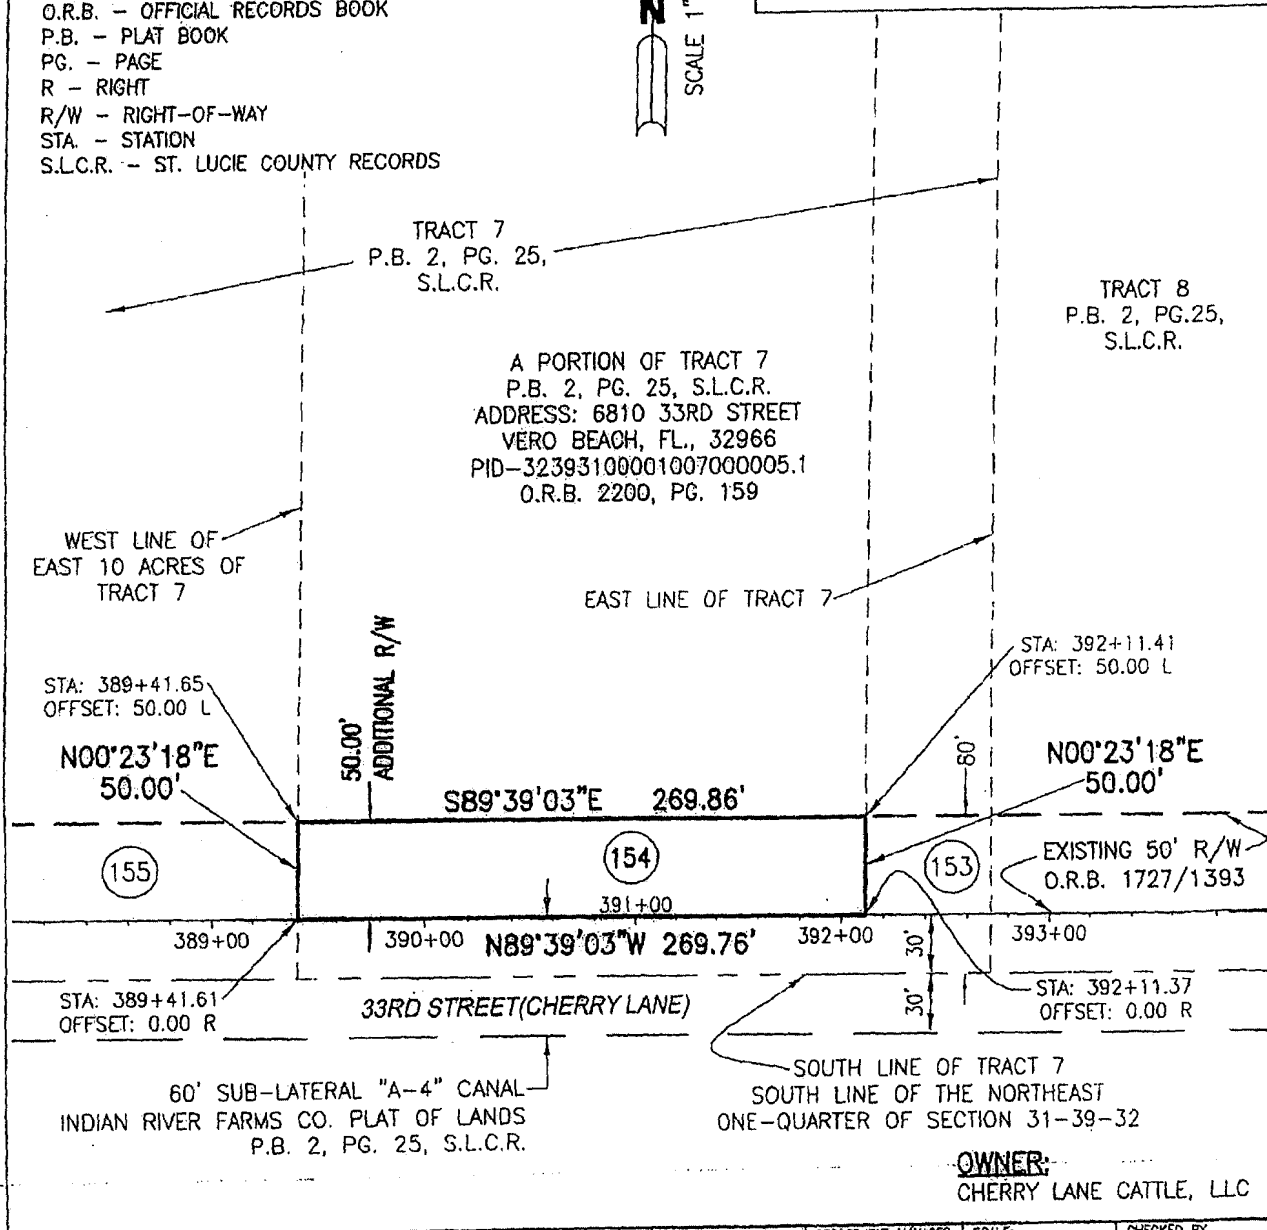 O.R.B. - OFFICIAL RECORDS BOOK
P.B. - PLAT BOOK
PG. - PAGE
R - RIGHT
R/W - RIGHT-OF-WAY
STA. - STATION
S.L.C.R. - ST. LUCIE COUNTY RECORDS
N
SCALE 1"
TRACT 7
P.B. 2, PG. 25,
S.L.C.R.
TRACT 8
P.B. 2, PG.25,
S.L.C.R.
A PORTION OF TRACT 7
P.B. 2, PG. 25, S.L.C.R.
ADDRESS: 6810 33RD STREET
VERO BEACH, FL., 32966
PID-32393100001007000005.1
O.R.B. 2200, PG. 159
WEST LINE OF
EAST 10 ACRES OF
TRACT 7
EAST LINE OF TRACT 7
STA: 389+41.65
OFFSET: 50.00 L
N00°23'18"E
50.00'
50.00'
ADDITIONAL R/W
STA: 392+11.41
OFFSET: 50.00 L
80'
N00°23'18"E
50.00'
S89°39'03"E 269.86'
155
154
153
EXISTING 50' R/W
O.R.B. 1727/1393
391+00
389+00
390+00
N89°39'03"W 269.76'
392+00
393+00
30'
30'
STA: 389+41.61
OFFSET: 0.00 R
33RD STREET(CHERRY LANE)
STA: 392+11.37
OFFSET: 0.00 R
60' SUB-LATERAL "A-4" CANAL
INDIAN RIVER FARMS CO. PLAT OF LANDS
P.B. 2, PG. 25, S.L.C.R.
SOUTH LINE OF TRACT 7
SOUTH LINE OF THE NORTHEAST
ONE-QUARTER OF SECTION 31-39-32
OWNER:
CHERRY LANE CATTLE, LLC